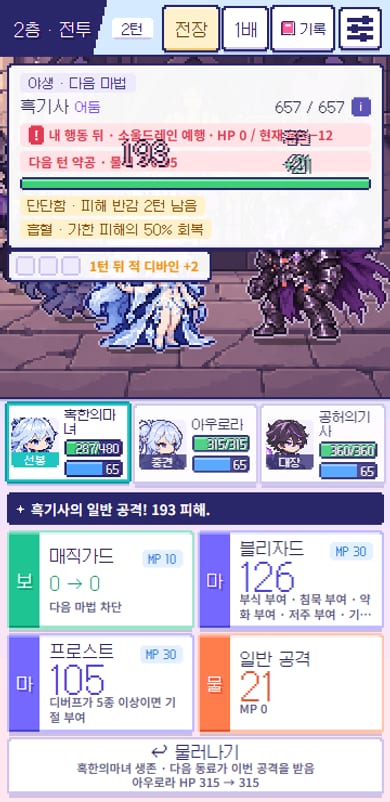 2층 · 전투
2턴
전장
1배
기록
야생 · 다음 마법
흑기사 어둠
657 / 657
i
! 내 행동 뒤 · 소울드레인 예행 · HP 0 / 현재
-12
198
+21
다음 턴 약공 · 물
단단함 · 피해 반감 2턴 남음
흡혈 · 가한 피해의 50% 회복
1턴 뒤 적 디바인 +2
혹한의마녀
287/480
65
선봉
아우로라
315/315
65
중견
공허의기사
360/360
65
대장
+ 흑기사의 일반 공격! 193 피해.
보
매직가드
MP 10
0 → 0
다음 마법 차단
마
블리자드
MP 30
126
부식 부여 · 침묵 부여 · 약
화 부여 · 저주 부여 · 기…
마
프로스트
MP 30
105
디버프가 5종 이상이면 기
절 부여
물
일반 공격
21
MP 0
↩ 물러나기
혹한의마녀 생존 · 다음 동료가 이번 공격을 받음
아우로라 HP 315 → 315